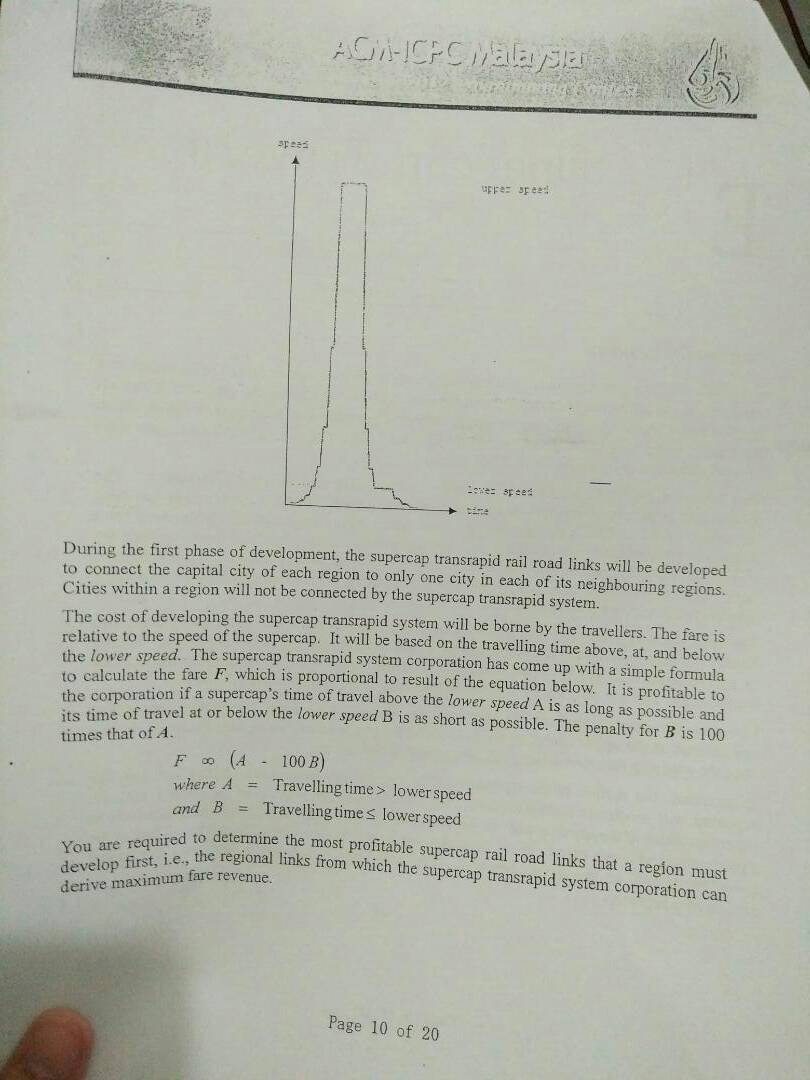 ACM-ICPC Malaysia
speed
upper speed
lower speed
time
During the first phase of development, the supercap transrapid rail road links will be developed
to connect the capital city of each region to only one city in each of its neighbouring regions.
Cities within a region will not be connected by the supercap transrapid system.
The cost of developing the supercap transrapid system will be borne by the travellers. The fare is
relative to the speed of the supercap. It will be based on the travelling time above, at, and below
the lower speed. The supercap transrapid system corporation has come up with a simple formula
to calculate the fare F, which is proportional to result of the equation below. It is profitable to
the corporation if a supercap's time of travel above the lower speed A is as long as possible and
its time of travel at or below the lower speed B is as short as possible. The penalty for B is 100
times that of A.
F ∞ (A - 100 B)
where A = Travelling time > lower speed
and B = Travelling time ≤ lower speed
You are required to determine the most profitable supercap rail road links that a region must
develop first, i.e., the regional links from which the supercap transrapid system corporation can
derive maximum fare revenue.
Page 10 of 20